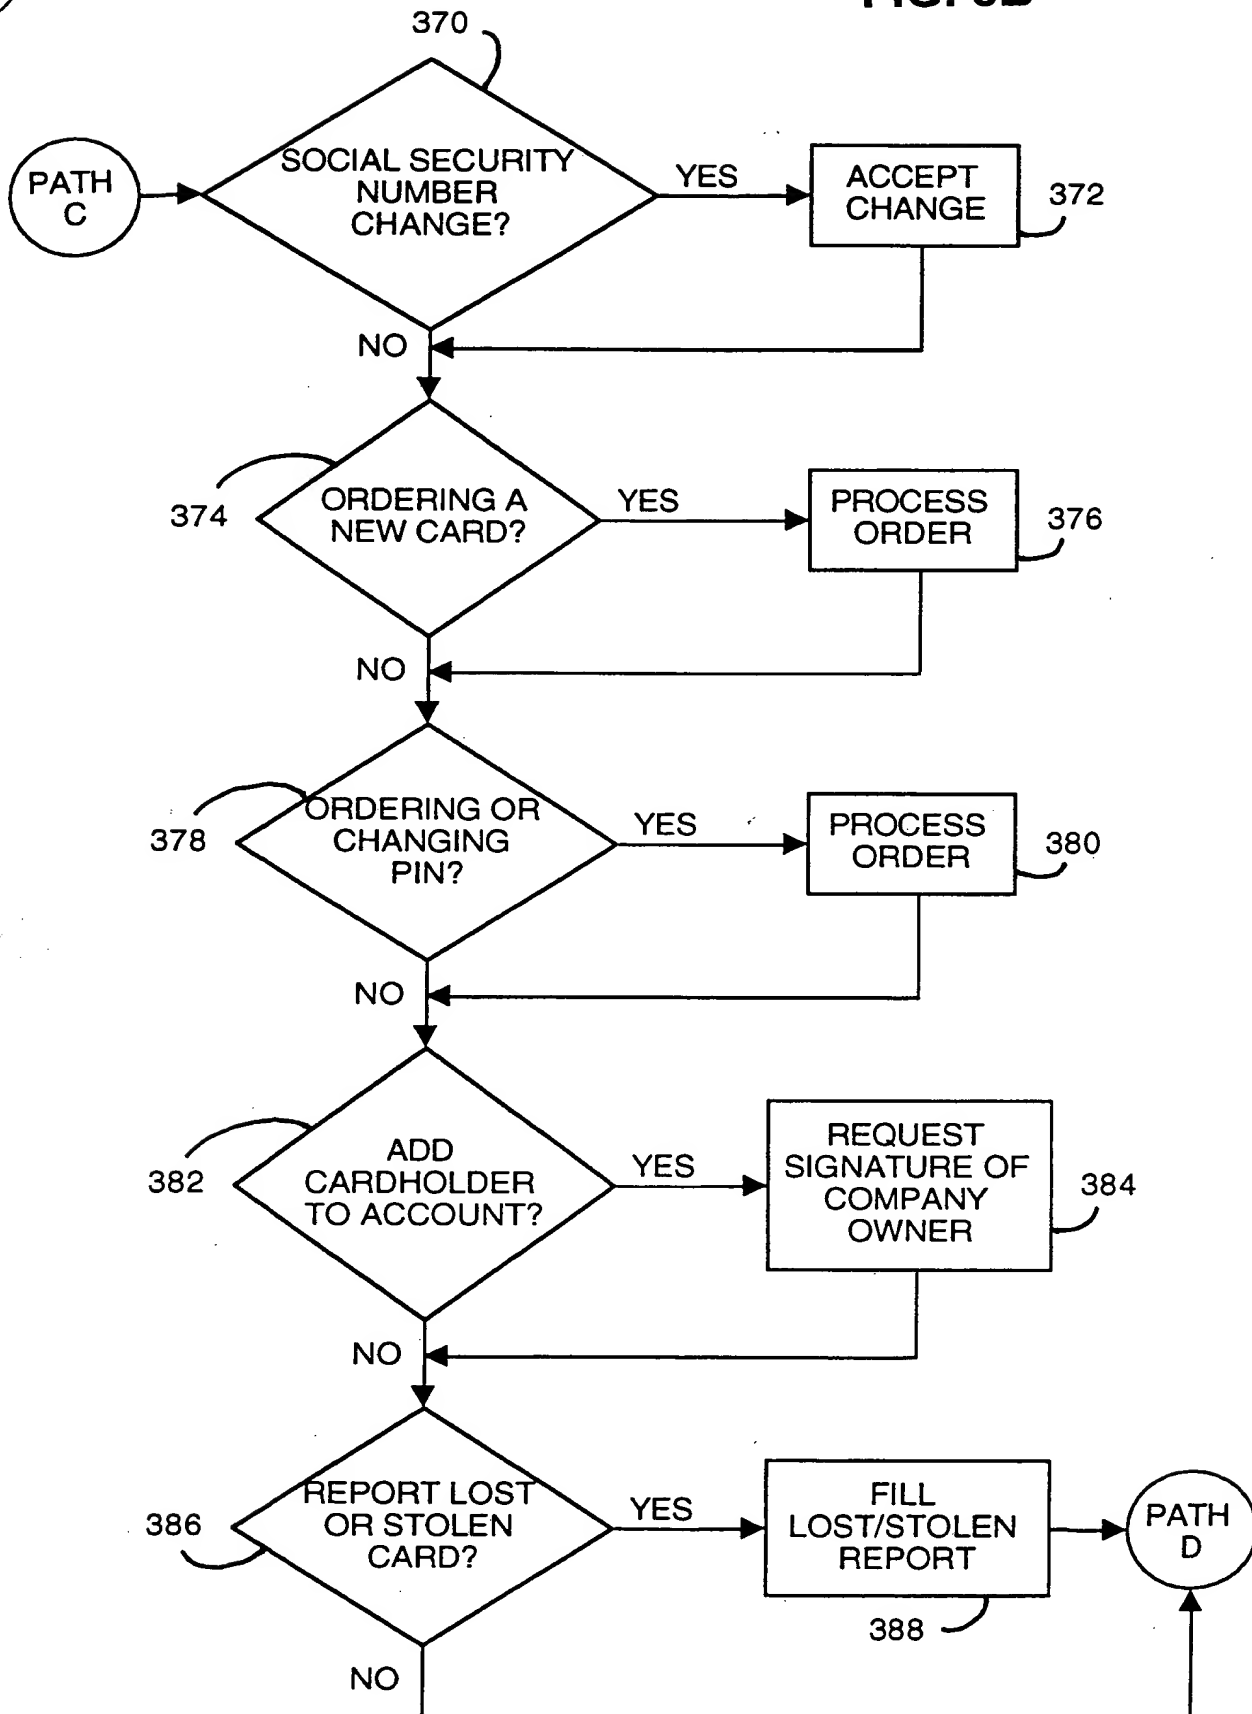 370
SOCIAL SECURITY
NUMBER
CHANGE?
PATH
C
YES
ACCEPT
CHANGE
372
NO
374
ORDERING A
NEW CARD?
YES
PROCESS
ORDER
376
NO
378
ORDERING OR
CHANGING
PIN?
YES
PROCESS
ORDER
380
NO
382
ADD
CARDHOLDER
TO ACCOUNT?
YES
REQUEST
SIGNATURE OF
COMPANY
OWNER
384
NO
386
REPORT LOST
OR STOLEN
CARD?
YES
FILL
LOST/STOLEN
REPORT
388
PATH
D
NO